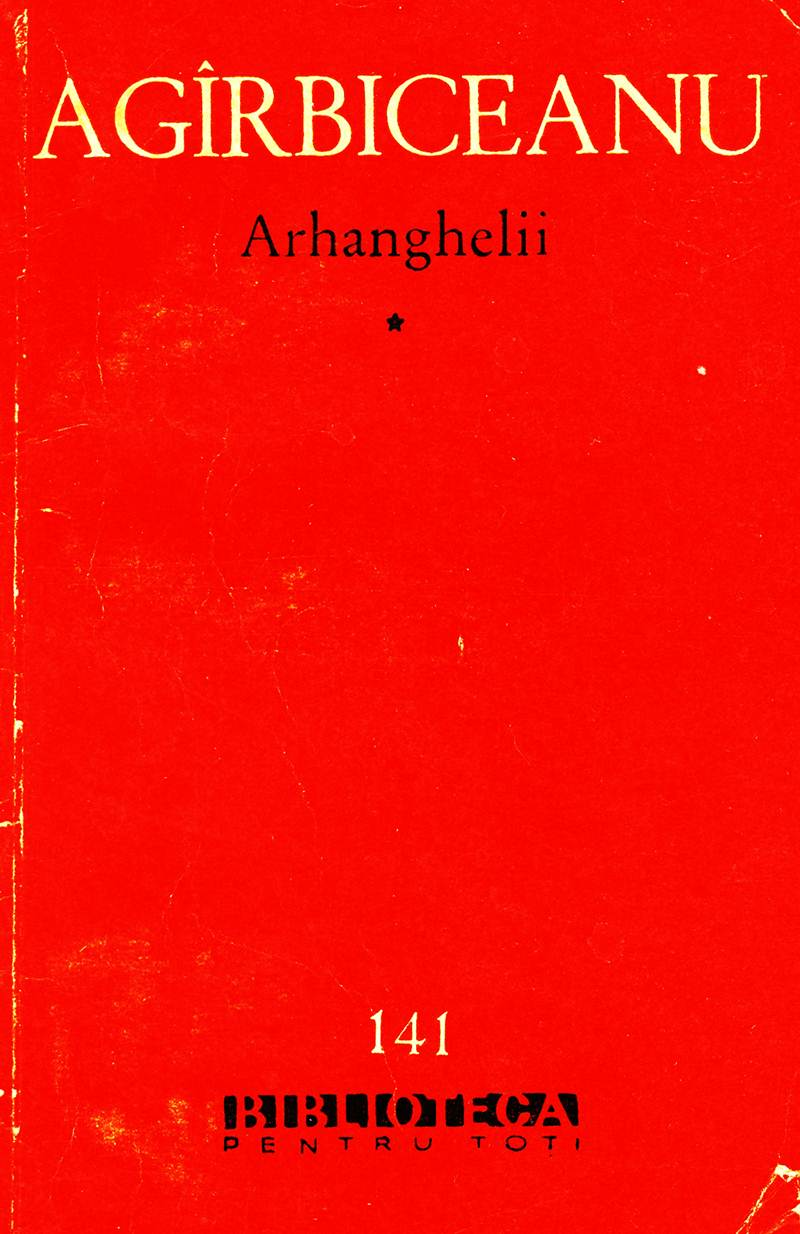 AGÎRBICEANU
Arhanghelii
*
141
BIBLIOTECA
PENTRU TOȚI